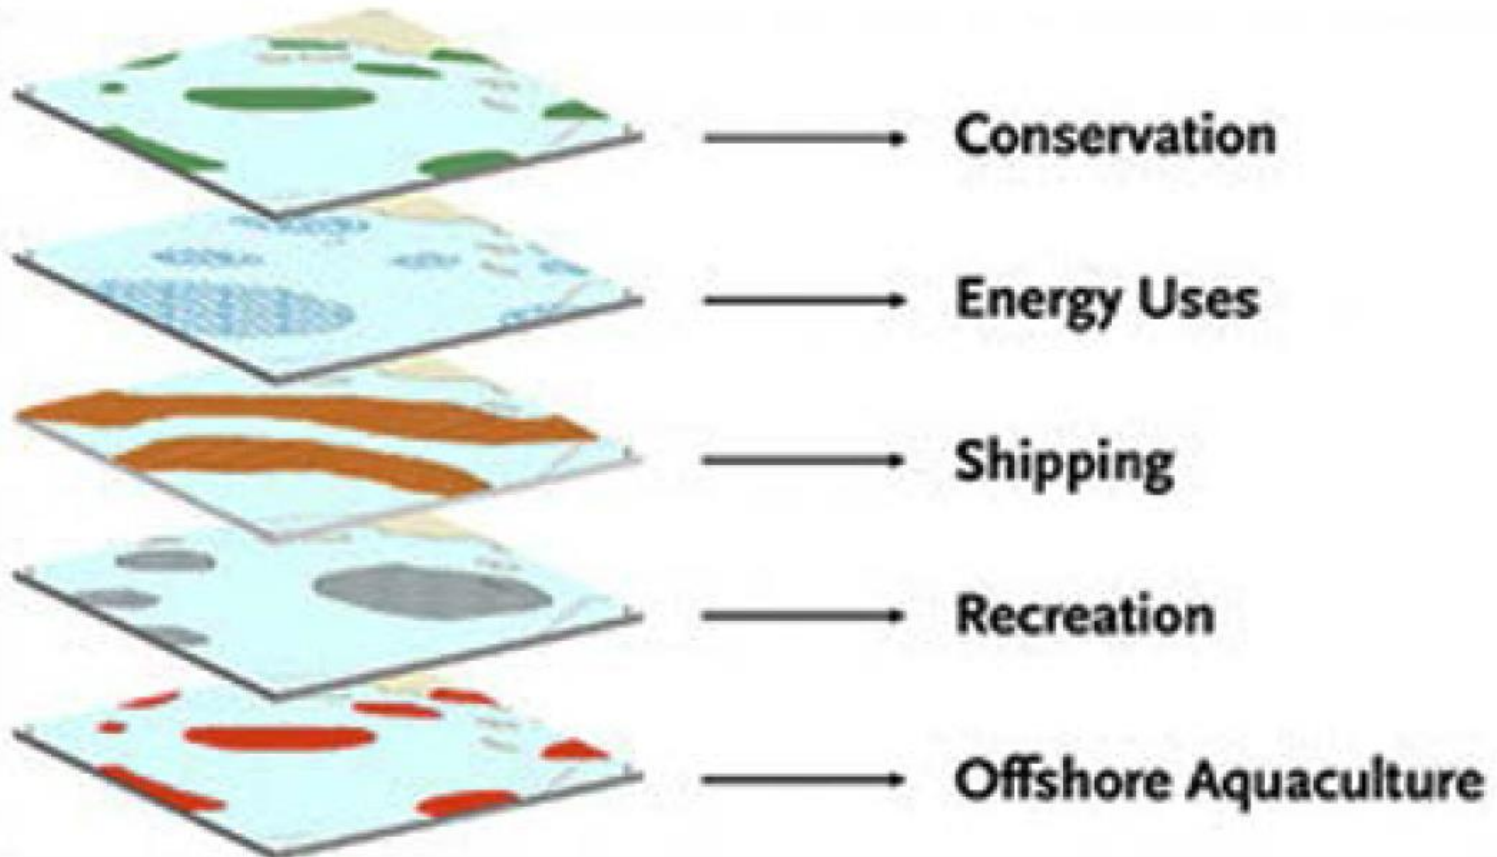 Conservation
Energy Uses
Shipping
Recreation
Offshore Aquaculture